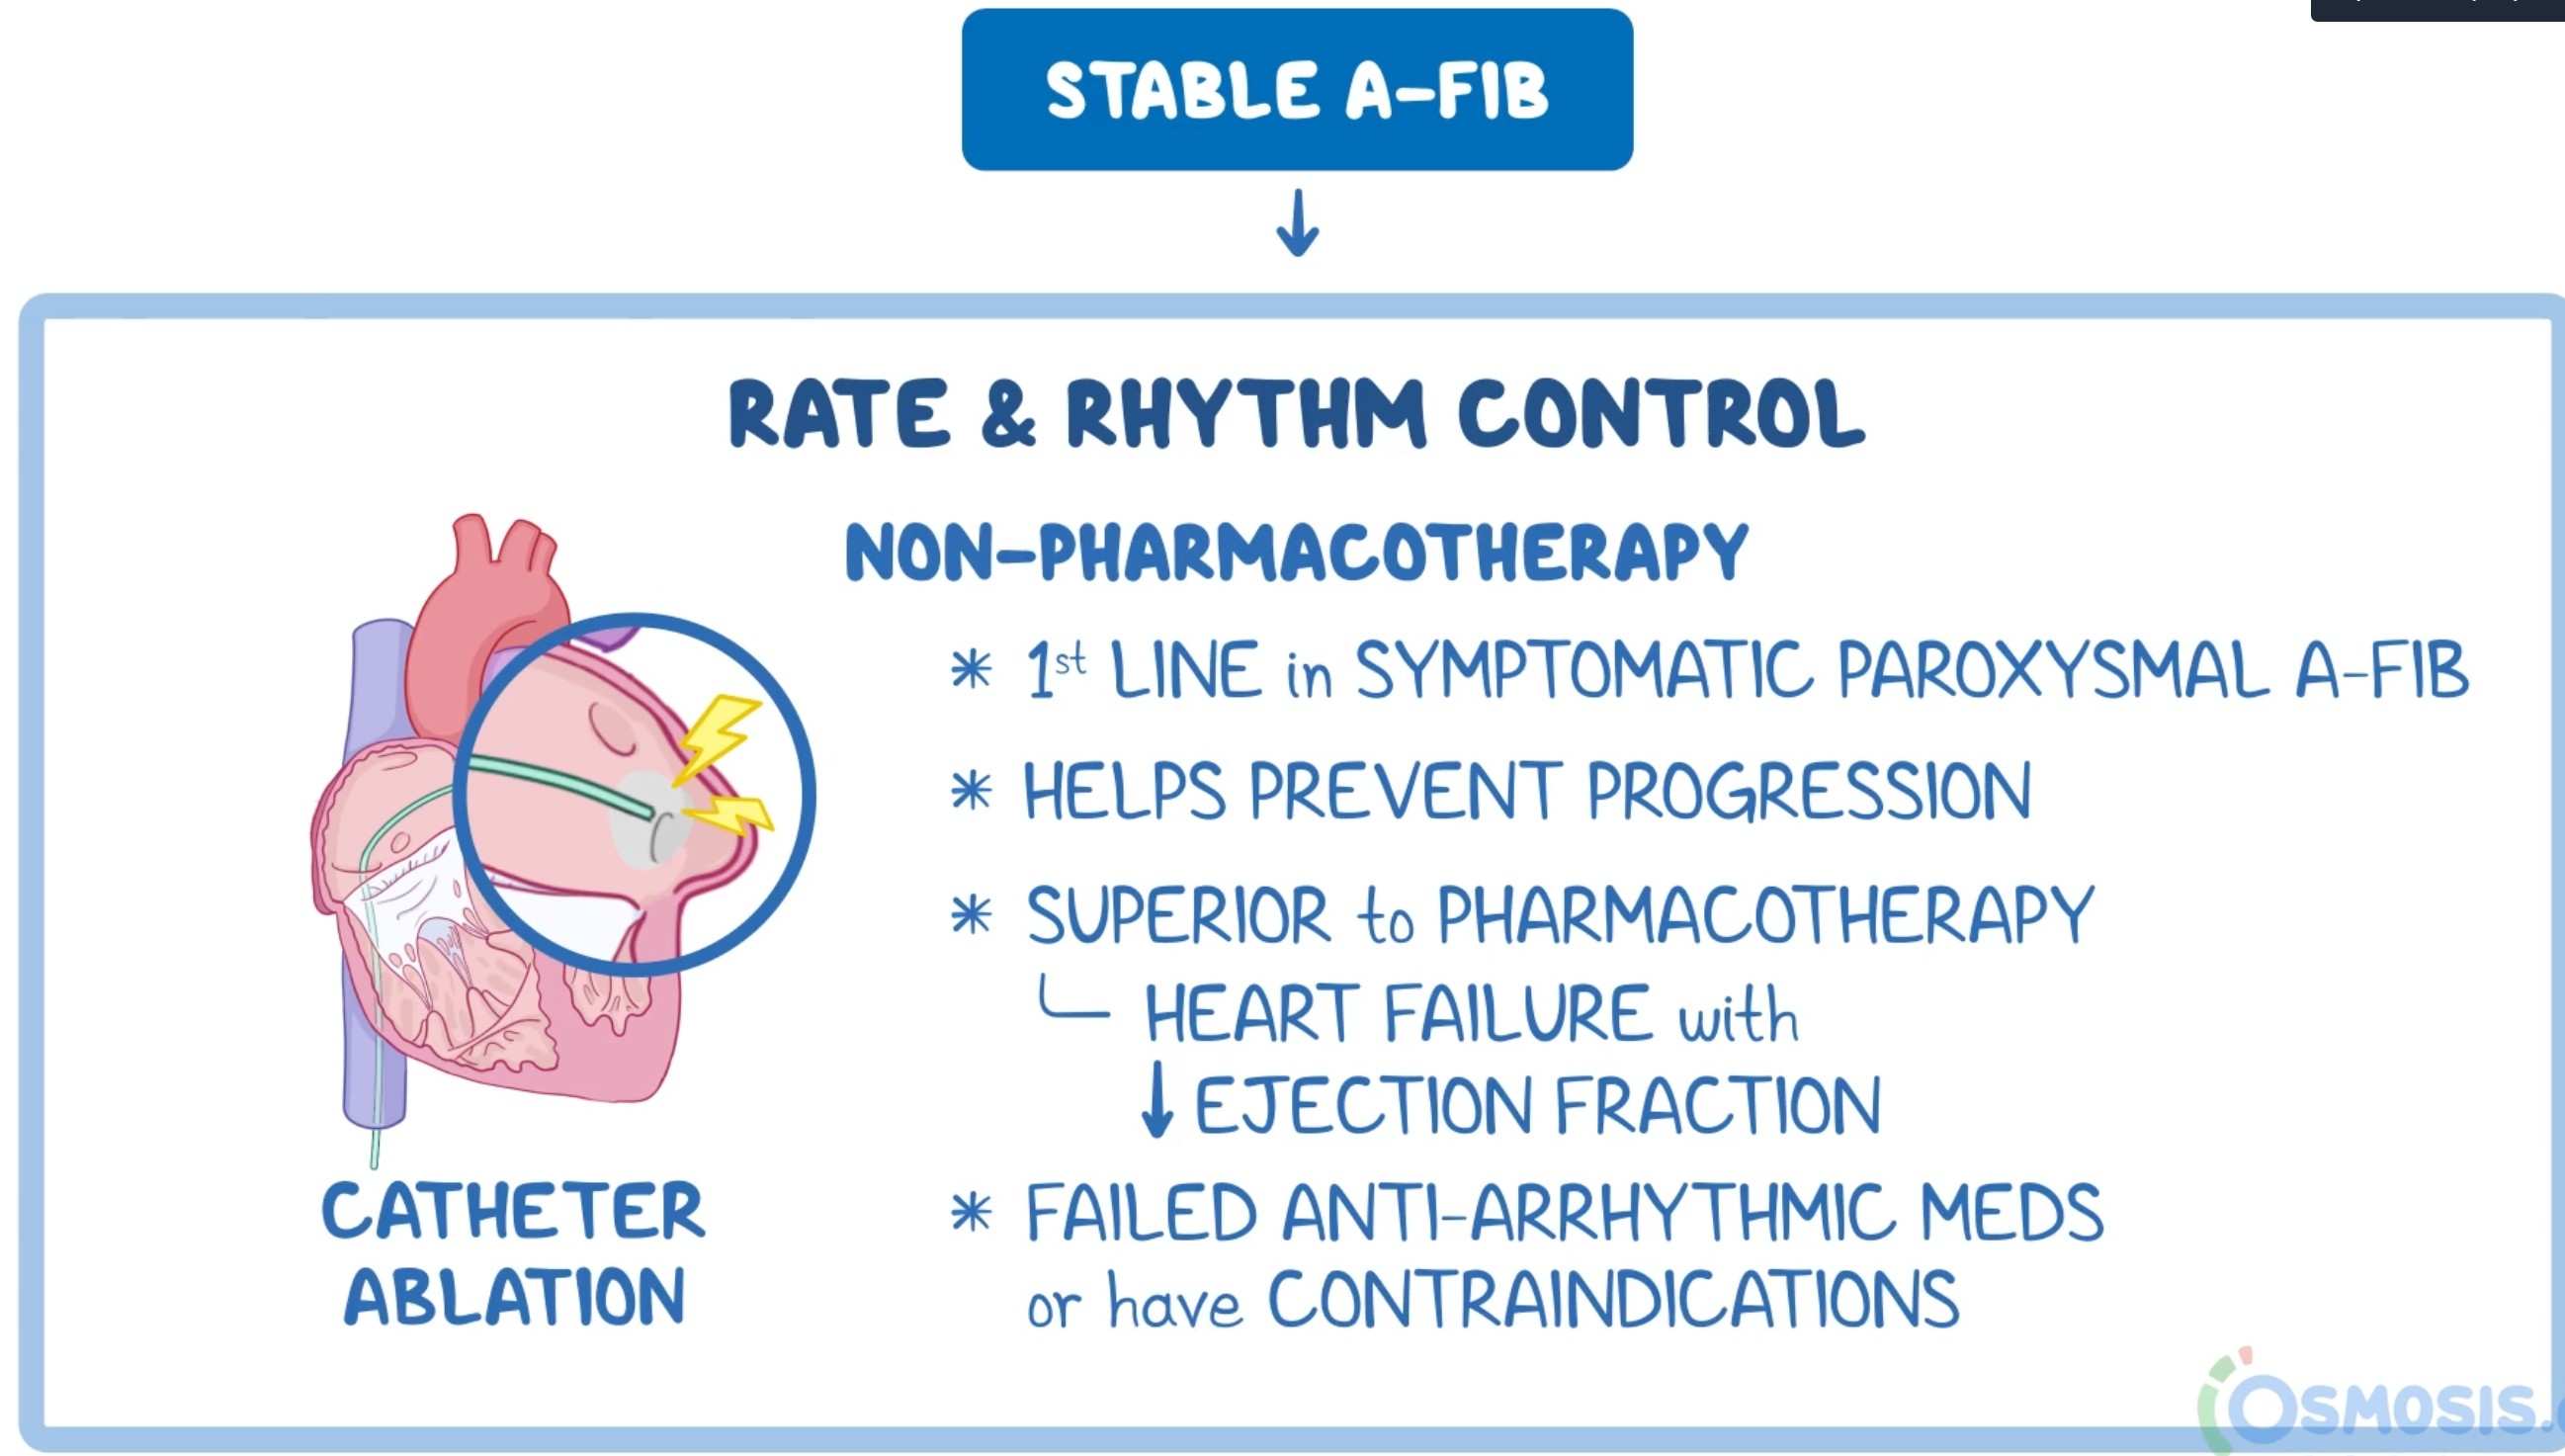 STABLE A-FIB
RATE & RHYTHM CONTROL
NON-PHARMACOTHERAPY
* 1st LINE in SYMPTOMATIC PAROXYSMAL A-FIB
* HELPS PREVENT PROGRESSION
* SUPERIOR to PHARMACOTHERAPY
HEART FAILURE with
↓ EJECTION FRACTION
* FAILED ANTI-ARRHYTHMIC MEDS
or have CONTRAINDICATIONS
CATHETER
ABLATION
OSMOSIS.